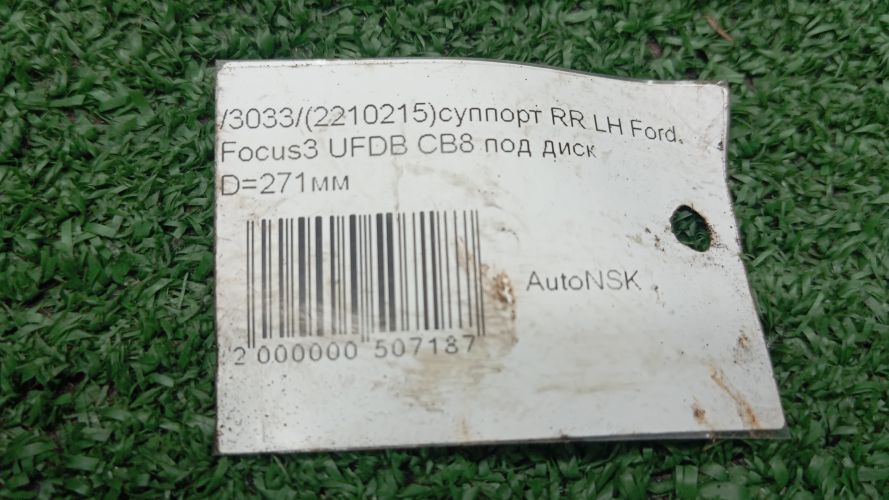 /3033/(2210215)суппорт RR LH Ford
Focus3 UFDB CB8 под диск
D=271мм
AutoNSK
2 000000 507187